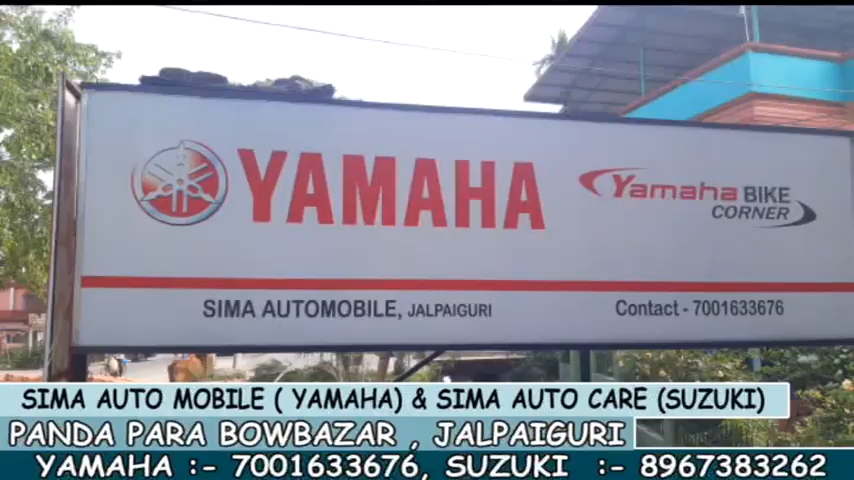 YAMAHA
Yamaha BIKE
CORNER
SIMA AUTOMOBILE, JALPAIGURI
Contact - 7001633676
SIMA AUTO MOBILE ( YAMAHA) & SIMA AUTO CARE (SUZUKI)
PANDA PARA BOWBAZAR , JALPAIGURI
YAMAHA :- 7001633676, SUZUKI :- 8967383262